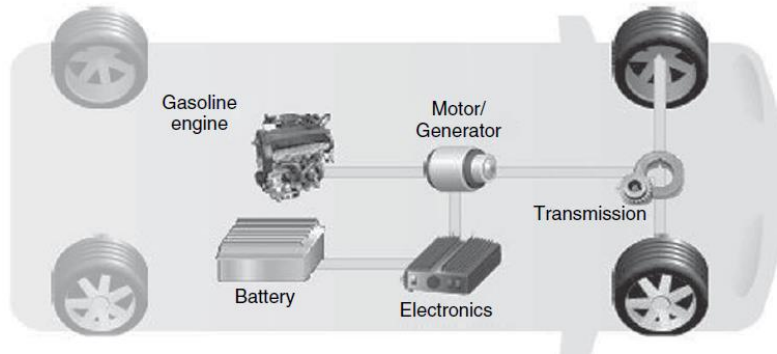 Gasoline
engine
Motor/
Generator
Transmission
Battery
Electronics